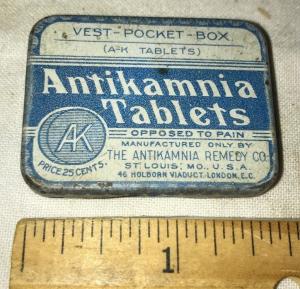 VEST-POCKET-BOX
(A-K TABLETS)
Antikamnia
Tablets
OPPOSED TO PAIN
AK
MANUFACTURED ONLY BY
THE ANTIKAMNIA REMEDY CO.
PRICE 25 CENTS.
ST. LOUIS, MO., U.S.A.
46 HOLBORN VIADUCT, LONDON, E.C.
1